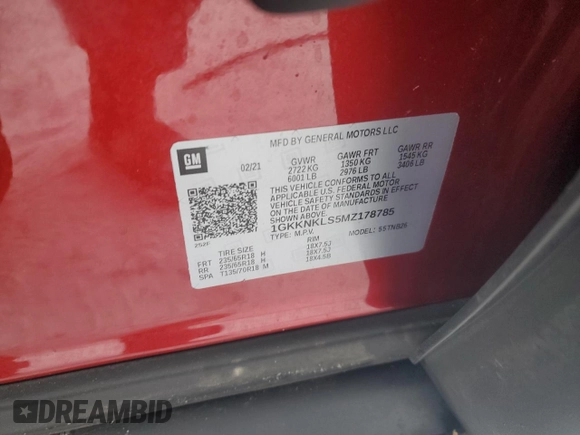 MFD BY GENERAL MOTORS LLC
GM
02/21
GVWR GAWR FRT GAWR RR
2722 KG 1350 KG 1545 KG
6001 LB 2976 LB 3406 LB
THIS VEHICLE CONFORMS TO ALL
APPLICABLE U.S. FEDERAL MOTOR
VEHICLE SAFETY STANDARDS IN EFFECT
ON THE DATE OF MANUFACTURE
SHOWN ABOVE.
1GKKNKLS5MZ178785
TYPE: M.P.V. MODEL:
TIRE SIZE RIM
FRT 235/65R18 H 18X7.5J
RR 235/65R18 H 18X7.5J
SPA T135/70R18 M 18X4.5B
DREAMBID